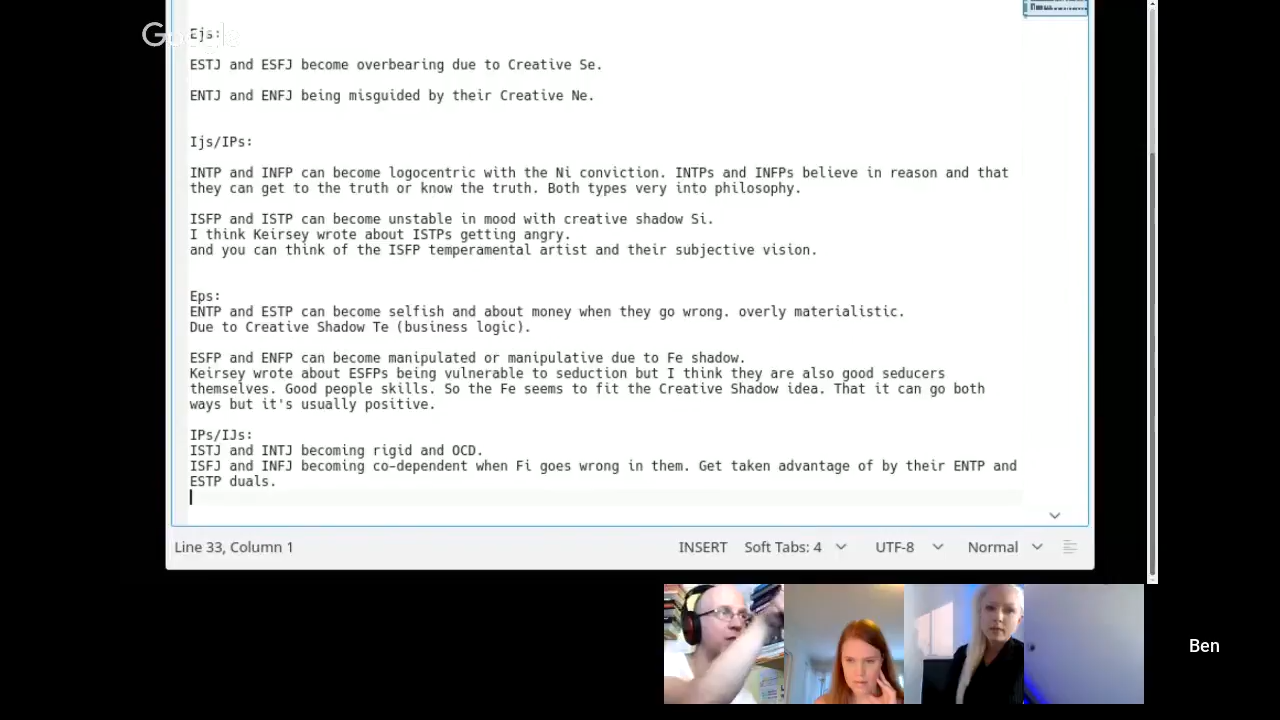 Google
Ejs:
ESTJ and ESFJ become overbearing due to Creative Se.
ENTJ and ENFJ being misguided by their Creative Ne.
Ijs/IPs:
INTP and INFP can become logocentric with the Ni conviction. INTPs and INFPs believe in reason and that
they can get to the truth or know the truth. Both types very into philosophy.
ISFP and ISTP can become unstable in mood with creative shadow Si.
I think Keirsey wrote about ISTPs getting angry.
and you can think of the ISFP temperamental artist and their subjective vision.
Eps:
ENTP and ESTP can become selfish and about money when they go wrong. overly materialistic.
Due to Creative Shadow Te (business logic).
ESFP and ENFP can become manipulated or manipulative due to Fe shadow.
Keirsey wrote about ESFPs being vulnerable to seduction but I think they are also good seducers
themselves. Good people skills. So the Fe seems to fit the Creative Shadow idea. That it can go both
ways but it's usually positive.
IPs/IJs:
ISTJ and INTJ becoming rigid and OCD.
ISFJ and INFJ becoming co-dependent when Fi goes wrong in them. Get taken advantage of by their ENTP and
ESTP duals.
Line 33, Column 1 INSERT Soft Tabs: 4 UTF-8 Normal
Ben